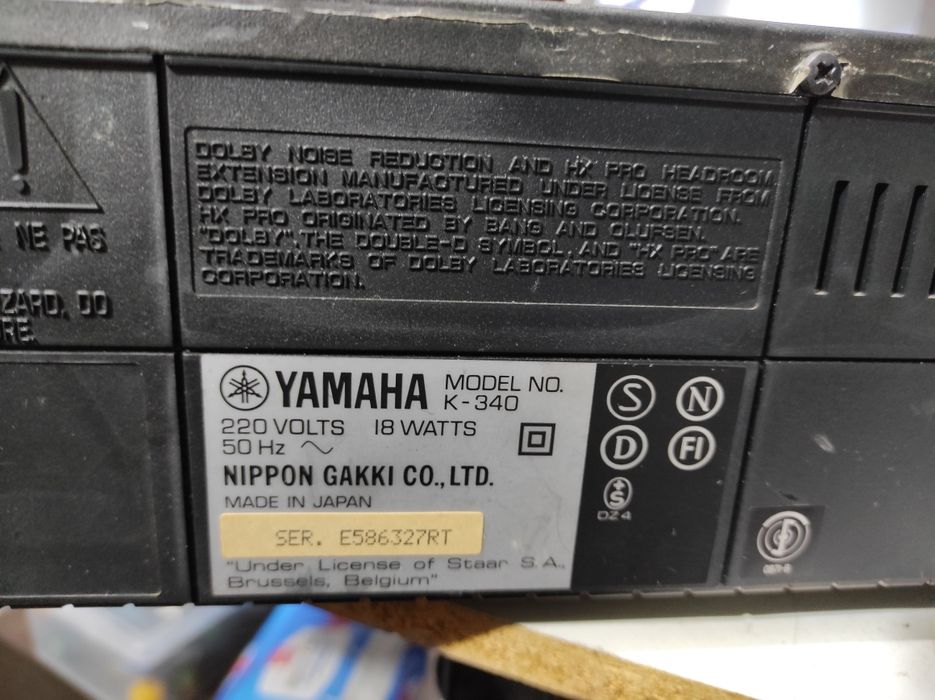 NE PAS
ZARD, DO
RE.
DOLBY NOISE REDUCTION AND HX PRO HEADROOM
EXTENSION MANUFACTURED UNDER LICENSE FROM
DOLBY LABORATORIES LICENSING CORPORATION.
HX PRO ORIGINATED BY BANG AND OLUFSEN.
"DOLBY", THE DOUBLE-D SYMBOL, AND "HX PRO" ARE
TRADEMARKS OF DOLBY LABORATORIES LICENSING
CORPORATION.
YAMAHA MODEL NO.
K-340
220 VOLTS 18 WATTS
50 Hz
NIPPON GAKKI CO., LTD.
MADE IN JAPAN
SER. E586327RT
"Under License of Staar S.A.,
Brussels, Belgium"
S N
D FI
+S
DZ4